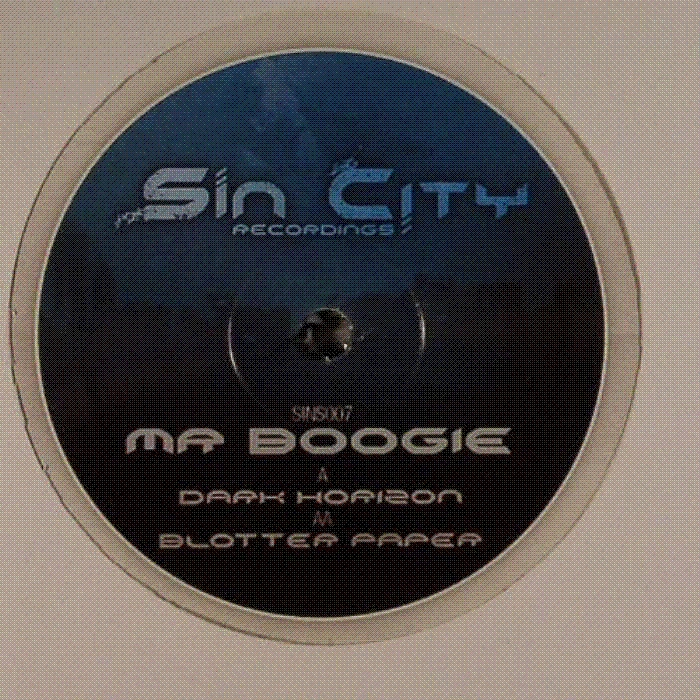 Sin City
RECORDINGS
SINS007
MR BOOGIE
A
DARK HORIZON
AA
BLOTTER PAPER